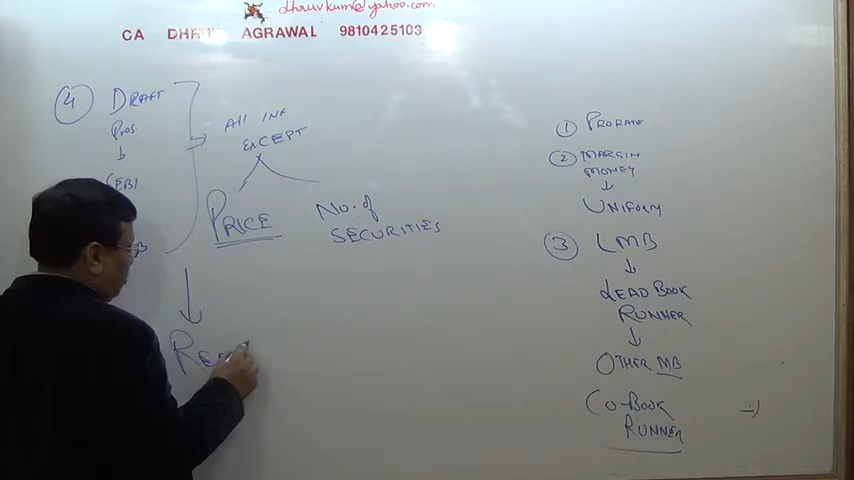 dhruvkum@yahoo.com
CA DHRUV AGRAWAL 9810425103
4 DRAFT
Pros
SEBI
All INF
EXCEPT
PRICE
No. of
SECURITIES
1 PRORATE
2 MARGIN
MONEY
UNIFORM
3 LMB
LEAD BOOK
RUNNER
OTHER MB
CO-BOOK
RUNNER